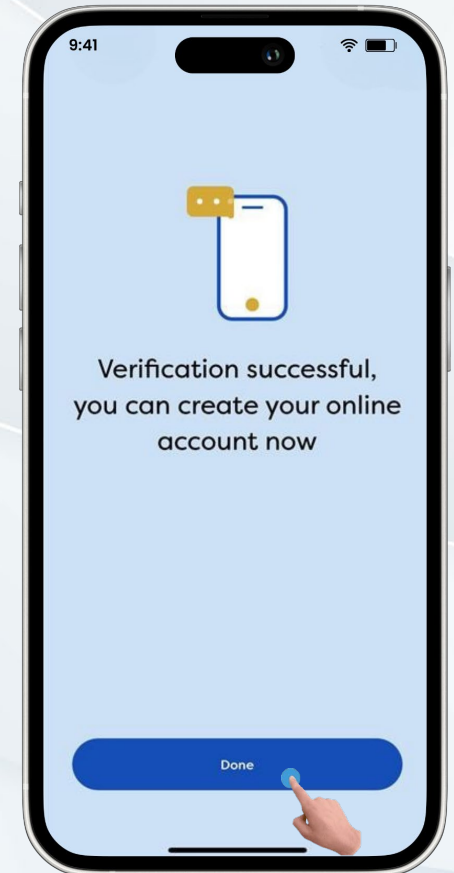 9:41
Verification successful,
you can create your online
account now
Done